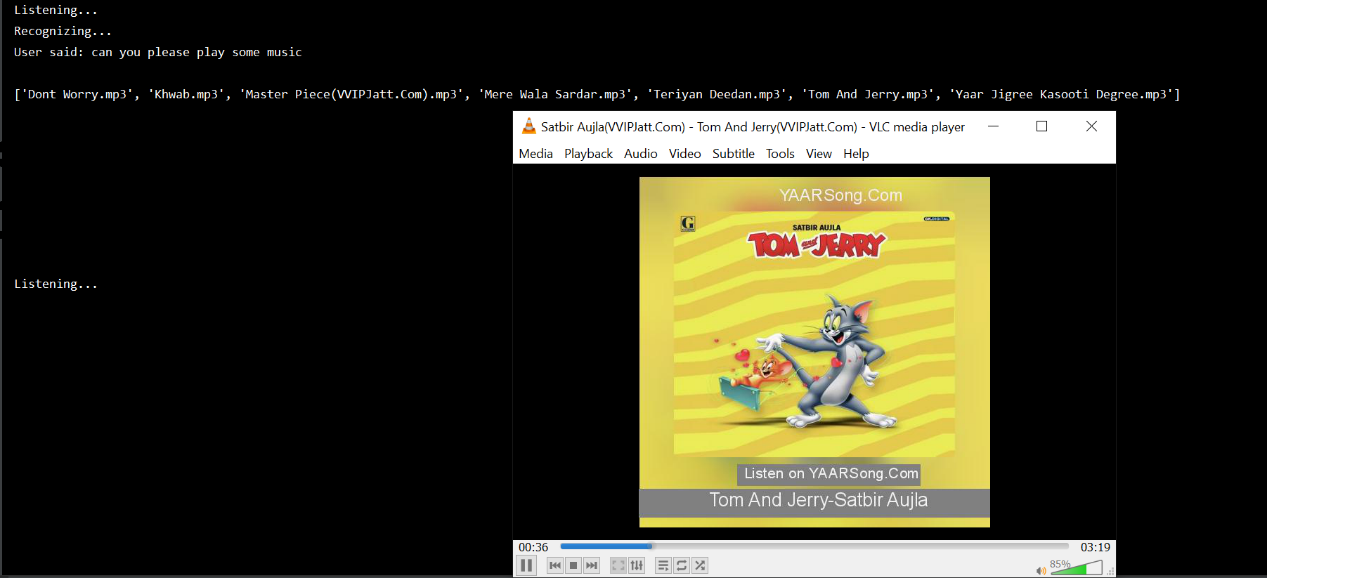 Listening...
Recognizing...
User said: can you please play some music
['Dont Worry.mp3', 'Khwab.mp3', 'Master Piece(VVIPJatt.Com).mp3', 'Mere Wala Sardar.mp3', 'Teriyan Deedan.mp3', 'Tom And Jerry.mp3', 'Yaar Jigree Kasooti Degree.mp3']
Satbir Aujla(VVIPJatt.Com) - Tom And Jerry(VVIPJatt.Com) - VLC media player
Media Playback Audio Video Subtitle Tools View Help
YAARSong.Com
G
SATBIR AUJLA
TOM and JERRY
Listening...
Listen on YAARSong.Com
Tom And Jerry-Satbir Aujla
00:36 03:19
85%